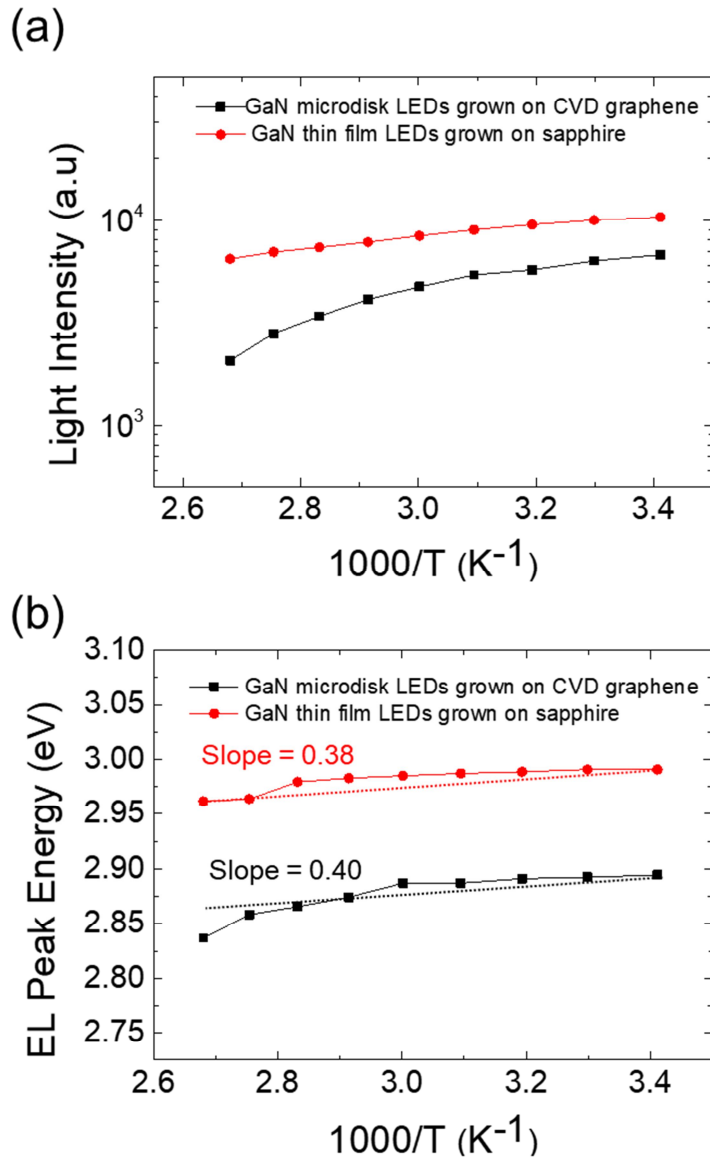 (a)
GaN microdisk LEDs grown on CVD graphene
GaN thin film LEDs grown on sapphire
Light Intensity (a.u)
10⁴
10³
2.6 2.8 3.0 3.2 3.4
1000/T (K⁻¹)
(b)
GaN microdisk LEDs grown on CVD graphene
GaN thin film LEDs grown on sapphire
Slope = 0.38
Slope = 0.40
EL Peak Energy (eV)
3.10
3.05
3.00
2.95
2.90
2.85
2.80
2.75
2.6 2.8 3.0 3.2 3.4
1000/T (K⁻¹)